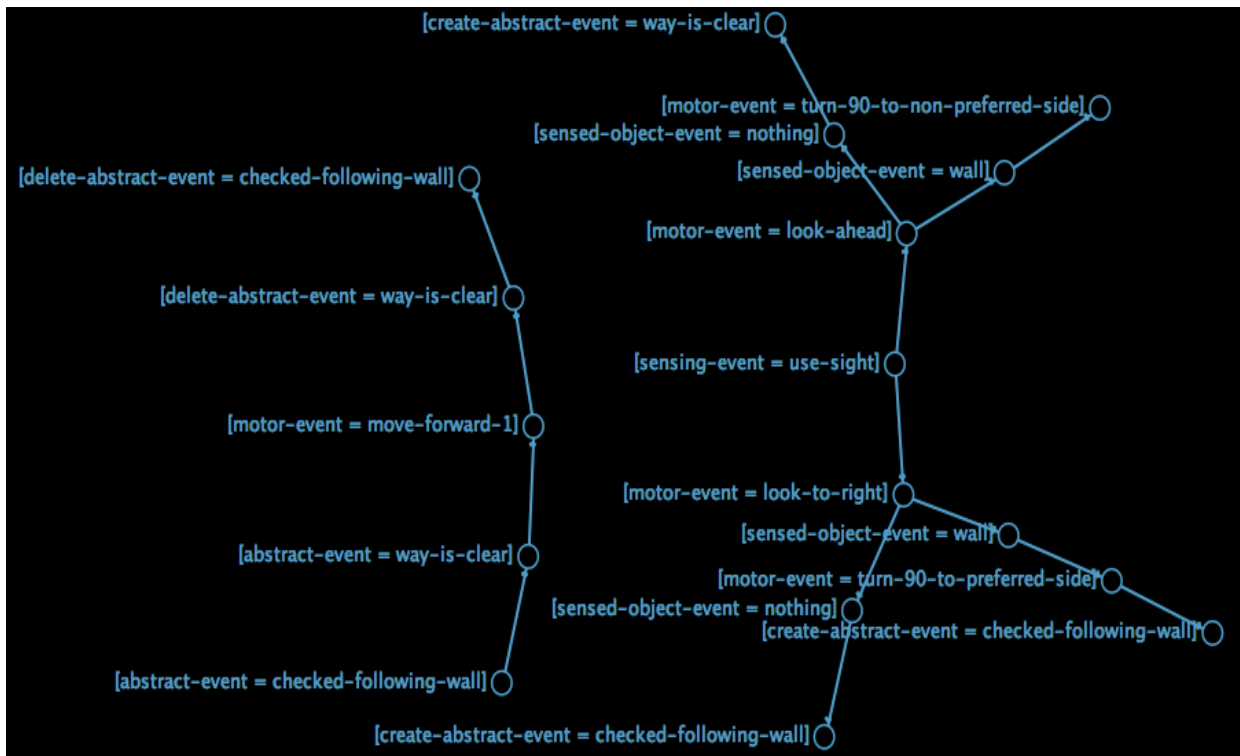 [create-abstract-event = way-is-clear]
[motor-event = turn-90-to-non-preferred-side]
[sensed-object-event = nothing]
[sensed-object-event = wall]
[delete-abstract-event = checked-following-wall]
[motor-event = look-ahead]
[delete-abstract-event = way-is-clear]
[sensing-event = use-sight]
[motor-event = move-forward-1]
[motor-event = look-to-right]
[sensed-object-event = wall]
[abstract-event = way-is-clear]
[motor-event = turn-90-to-preferred-side]
[sensed-object-event = nothing]
[create-abstract-event = checked-following-wall]
[abstract-event = checked-following-wall]
[create-abstract-event = checked-following-wall]